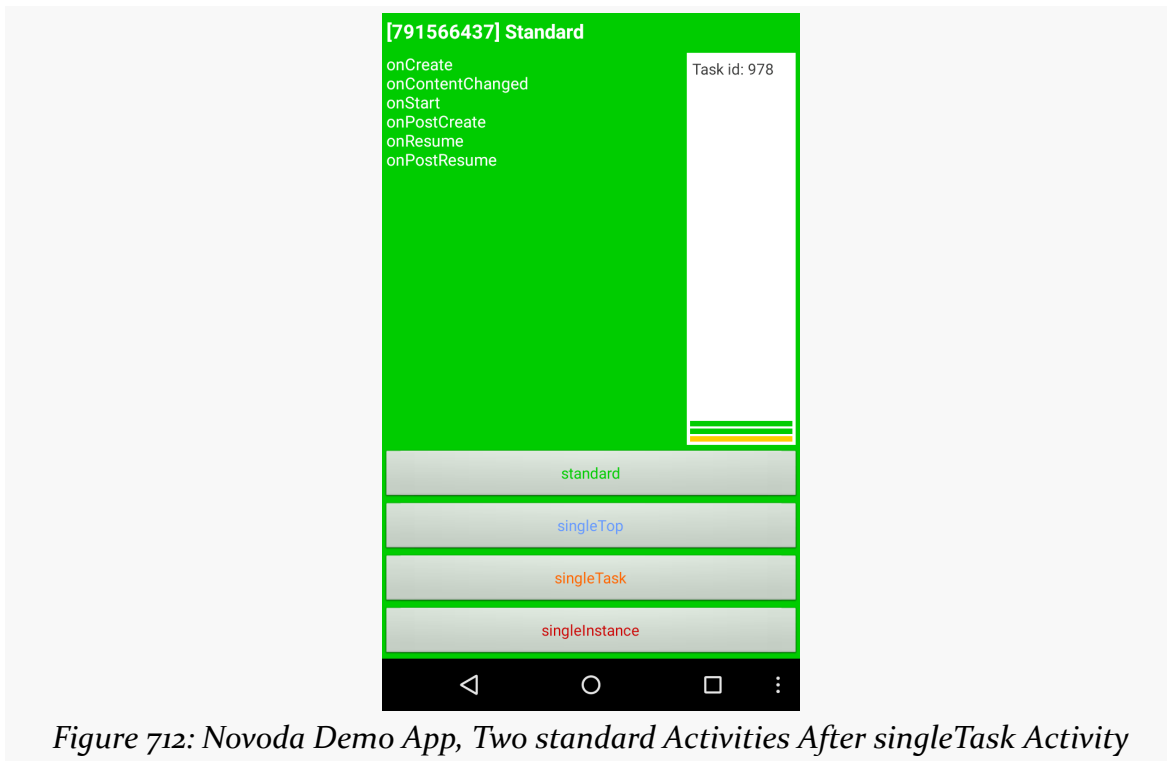 [791566437] Standard
onCreate
onContentChanged
onStart
onPostCreate
onResume
onPostResume
Task id: 978
standard
singleTop
singleTask
singleInstance
Figure 712: Novoda Demo App, Two standard Activities After singleTask Activity